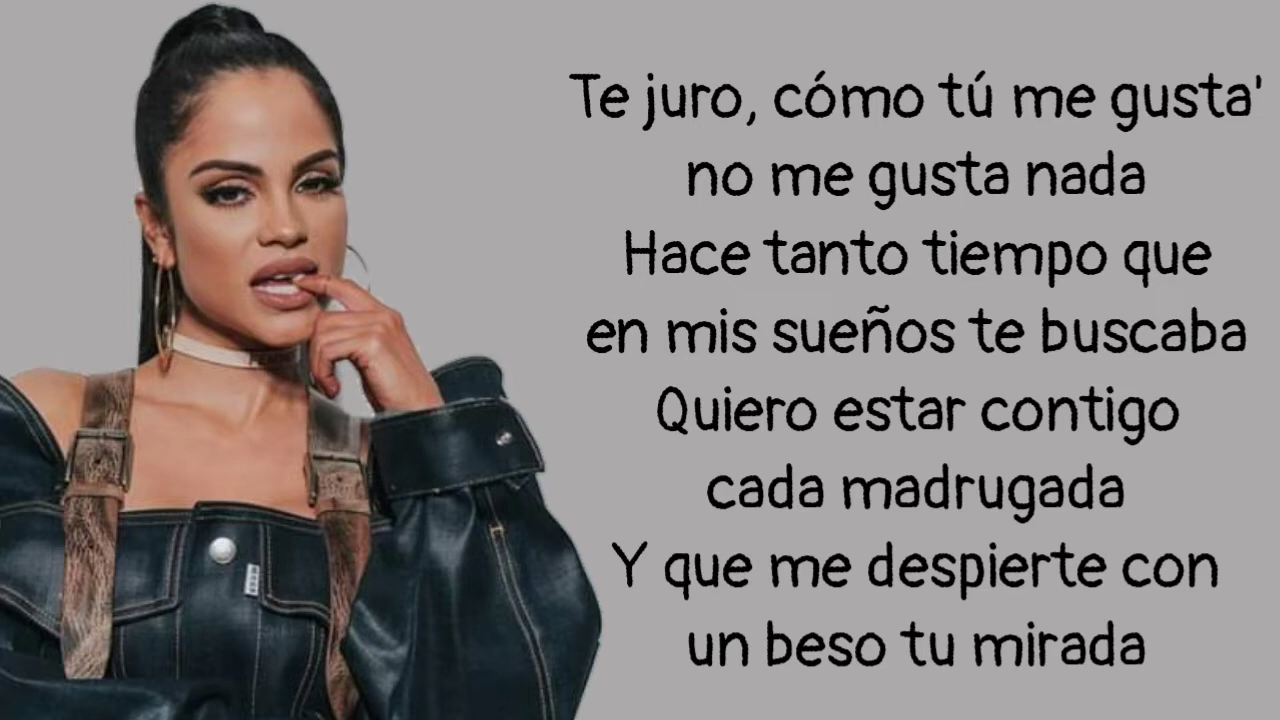 Te juro, cómo tú me gusta'
no me gusta nada
Hace tanto tiempo que
en mis sueños te buscaba
Quiero estar contigo
cada madrugada
Y que me despierte con
un beso tu mirada